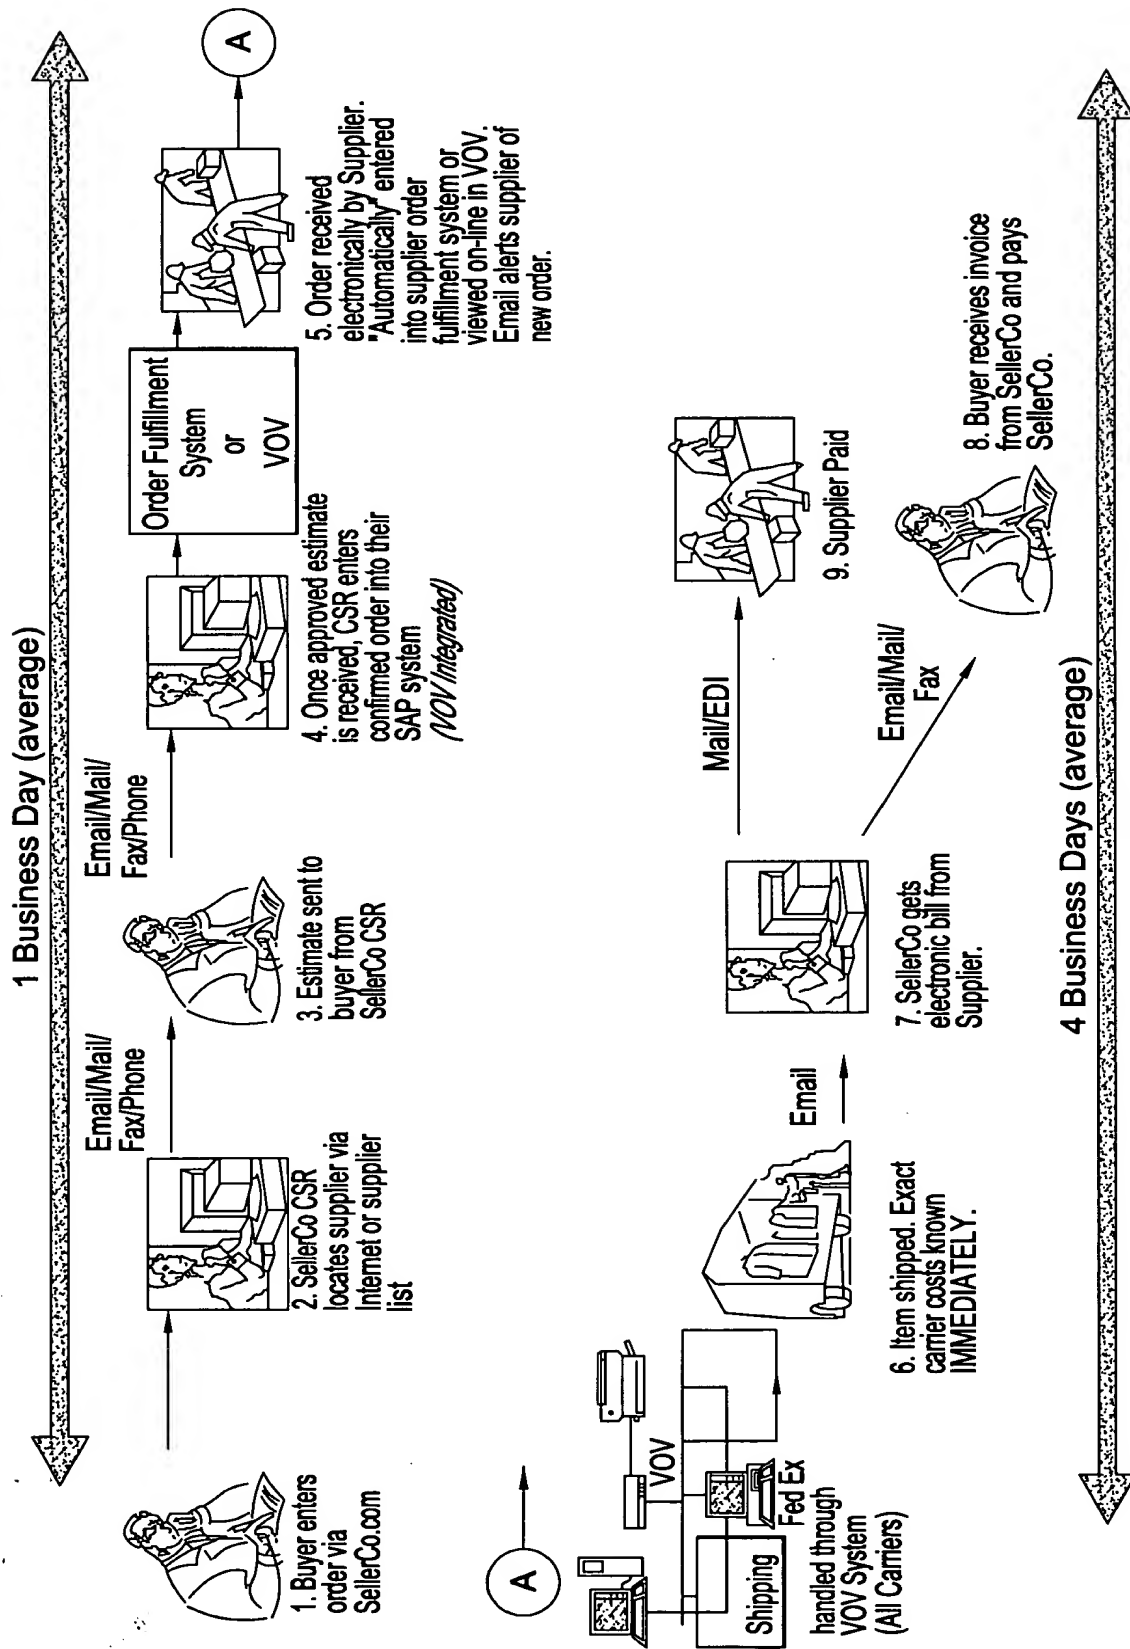 1 Business Day (average)
Email/Mail/
Fax/Phone
Email/Mail/
Fax/Phone
Order Fulfillment
System
or
VOV
A
1. Buyer enters
order via
SellerCo.com
2. SellerCo CSR
locates supplier via
Internet or supplier
list
3. Estimate sent to
buyer from
SellerCo CSR
4. Once approved estimate
is received, CSR enters
confirmed order into their
SAP system
(VOV Integrated)
5. Order received
electronically by Supplier.
"Automatically" entered
into supplier order
fulfillment system or
viewed on-line in VOV.
Email alerts supplier of
new order.
A
VOV
Shipping
Fed Ex
handled through
VOV System
(All Carriers)
6. Item shipped. Exact
carrier costs known
IMMEDIATELY.
Email
7. SellerCo gets
electronic bill from
Supplier.
Mail/EDI
9. Supplier Paid
Email/Mail/
Fax
8. Buyer receives invoice
from SellerCo and pays
SellerCo.
4 Business Days (average)